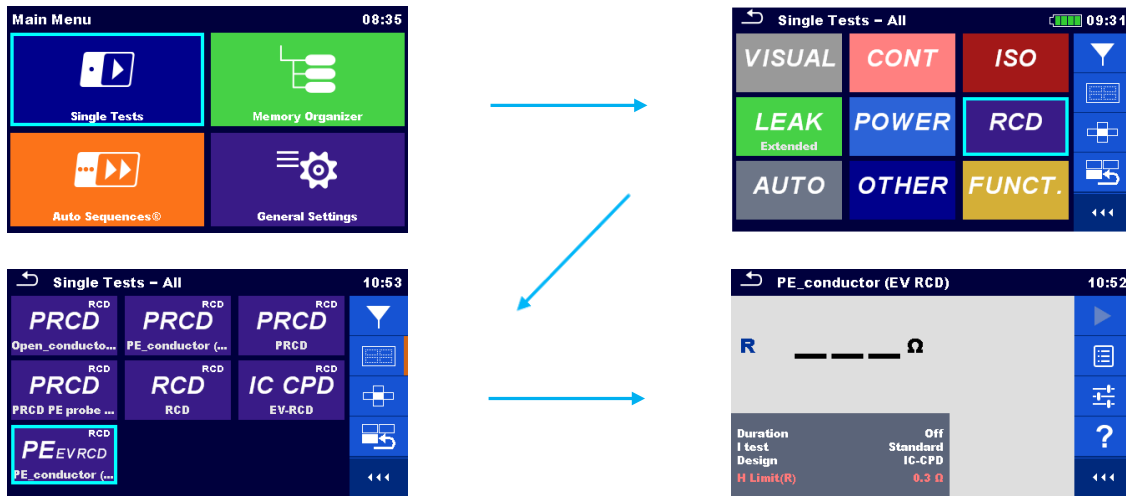 Main Menu 08:35
Single Tests
Memory Organizer
Auto Sequences®
General Settings
Single Tests – All 09:31
VISUAL CONT ISO
LEAK POWER RCD
Extended
AUTO OTHER FUNCT.
Single Tests – All 10:53
RCD RCD RCD
PRCD PRCD PRCD
Open_conducto... PE_conductor (... PRCD
RCD RCD RCD
PRCD RCD IC CPD
PRCD PE probe ... RCD EV-RCD
RCD
PE EV RCD
PE_conductor (...
PE_conductor (EV RCD) 10:52
R ___ Ω
?
Duration Off
I test Standard
Design IC-CPD
H Limit(R) 0.3 Ω